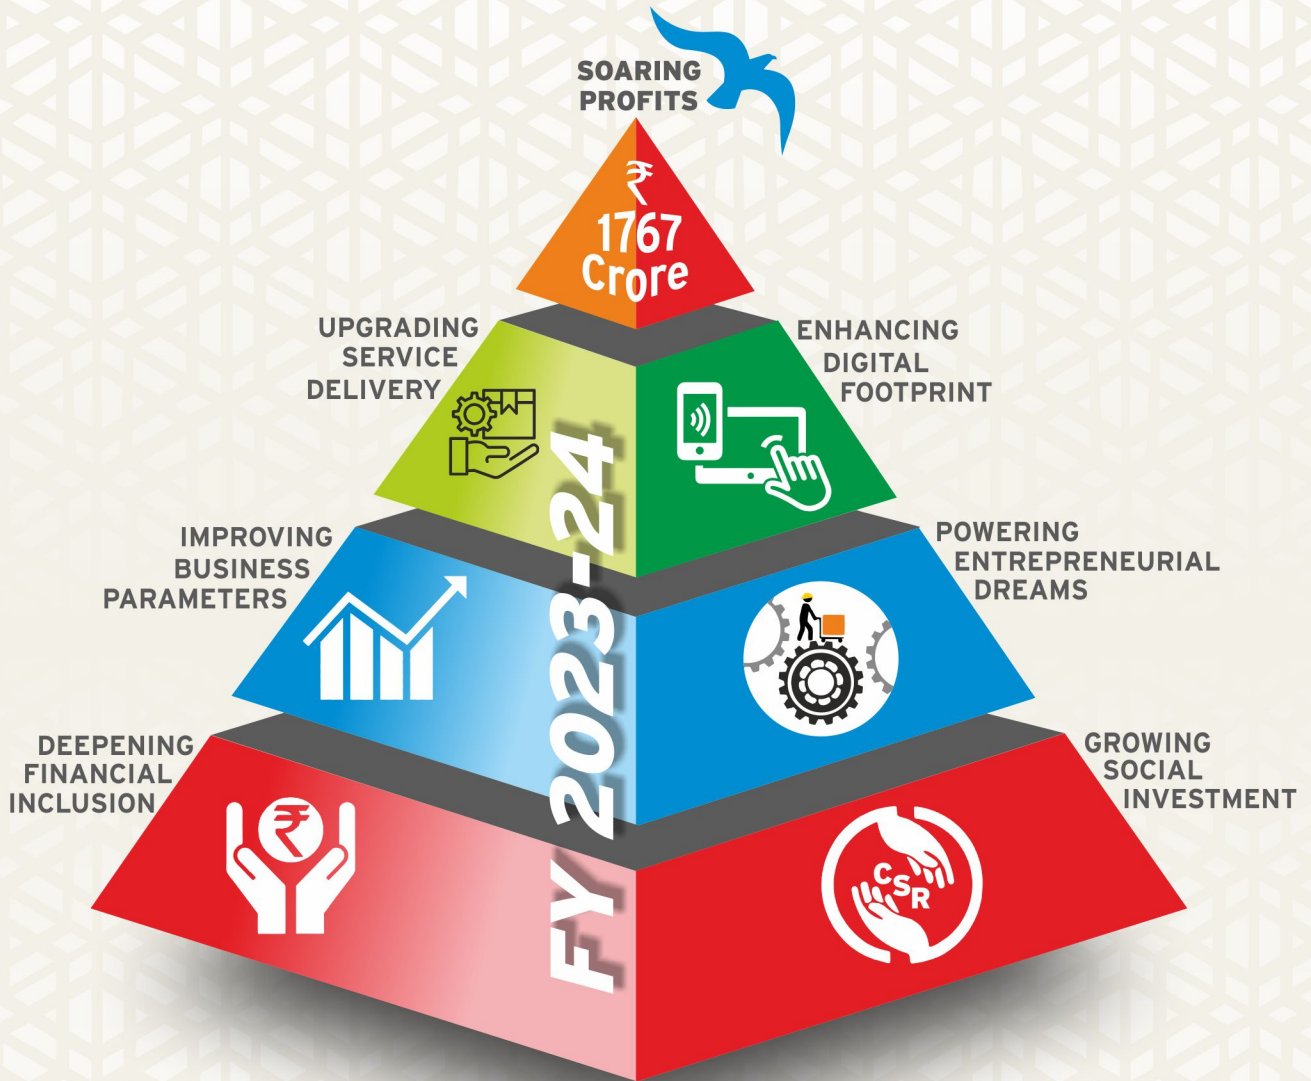 SOARING
PROFITS
₹
1767
Crore
UPGRADING
SERVICE
DELIVERY
ENHANCING
DIGITAL
FOOTPRINT
IMPROVING
BUSINESS
PARAMETERS
POWERING
ENTREPRENEURIAL
DREAMS
DEEPENING
FINANCIAL
INCLUSION
₹
GROWING
SOCIAL
INVESTMENT
CSR
FY 2023-24